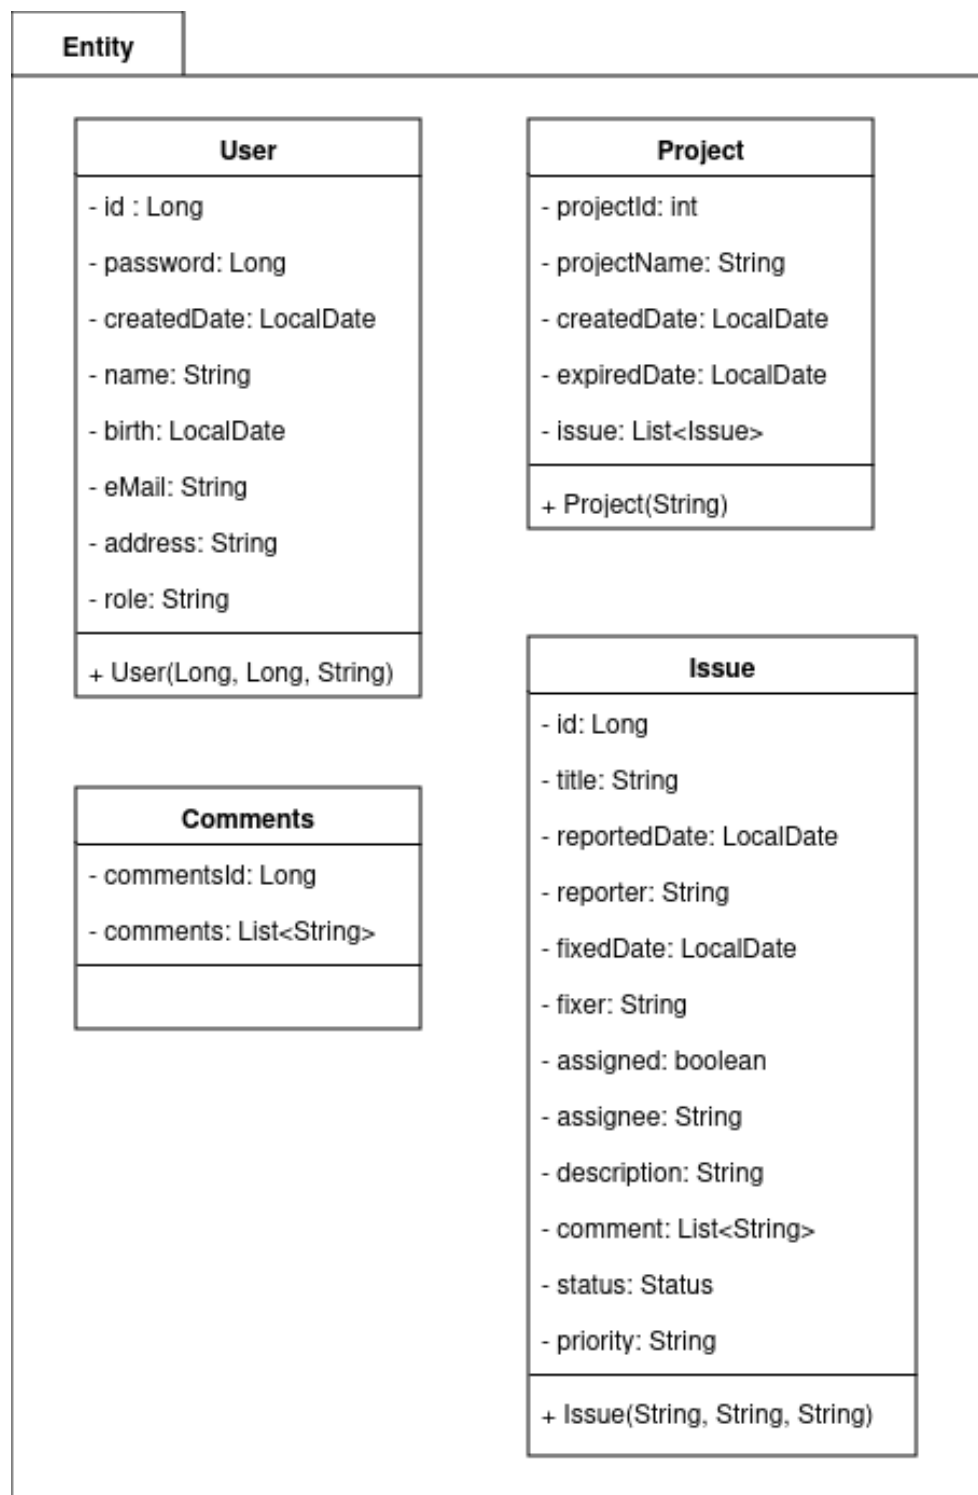 Entity
User
- id : Long
- password: Long
- createdDate: LocalDate
- name: String
- birth: LocalDate
- eMail: String
- address: String
- role: String
+ User(Long, Long, String)
Project
- projectId: int
- projectName: String
- createdDate: LocalDate
- expiredDate: LocalDate
- issue: List<Issue>
+ Project(String)
Comments
- commentsId: Long
- comments: List<String>
Issue
- id: Long
- title: String
- reportedDate: LocalDate
- reporter: String
- fixedDate: LocalDate
- fixer: String
- assigned: boolean
- assignee: String
- description: String
- comment: List<String>
- status: Status
- priority: String
+ Issue(String, String, String)